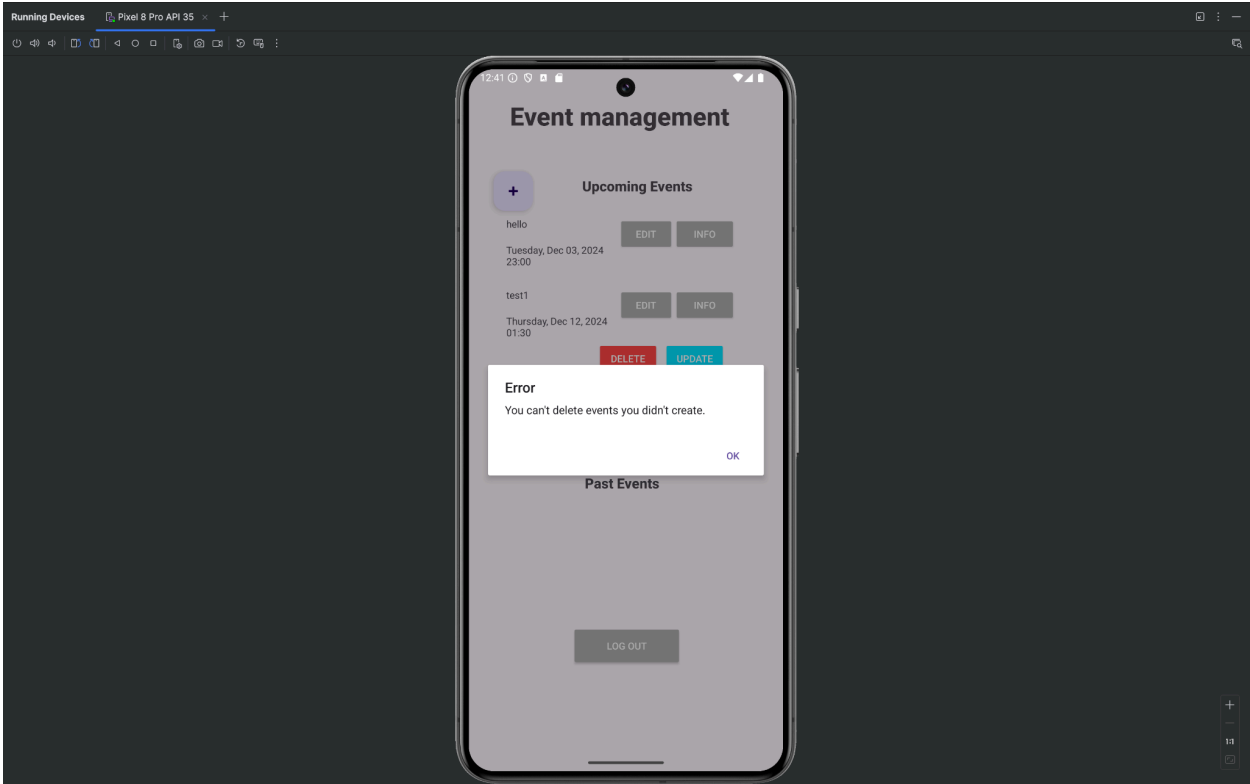 Running Devices
Pixel 8 Pro API 35
12:41
Event management
+
Upcoming Events
hello
EDIT
INFO
Tuesday, Dec 03, 2024
23:00
test1
EDIT
INFO
Thursday, Dec 12, 2024
01:30
DELETE
UPDATE
Error
You can't delete events you didn't create.
OK
Past Events
LOG OUT
1:1